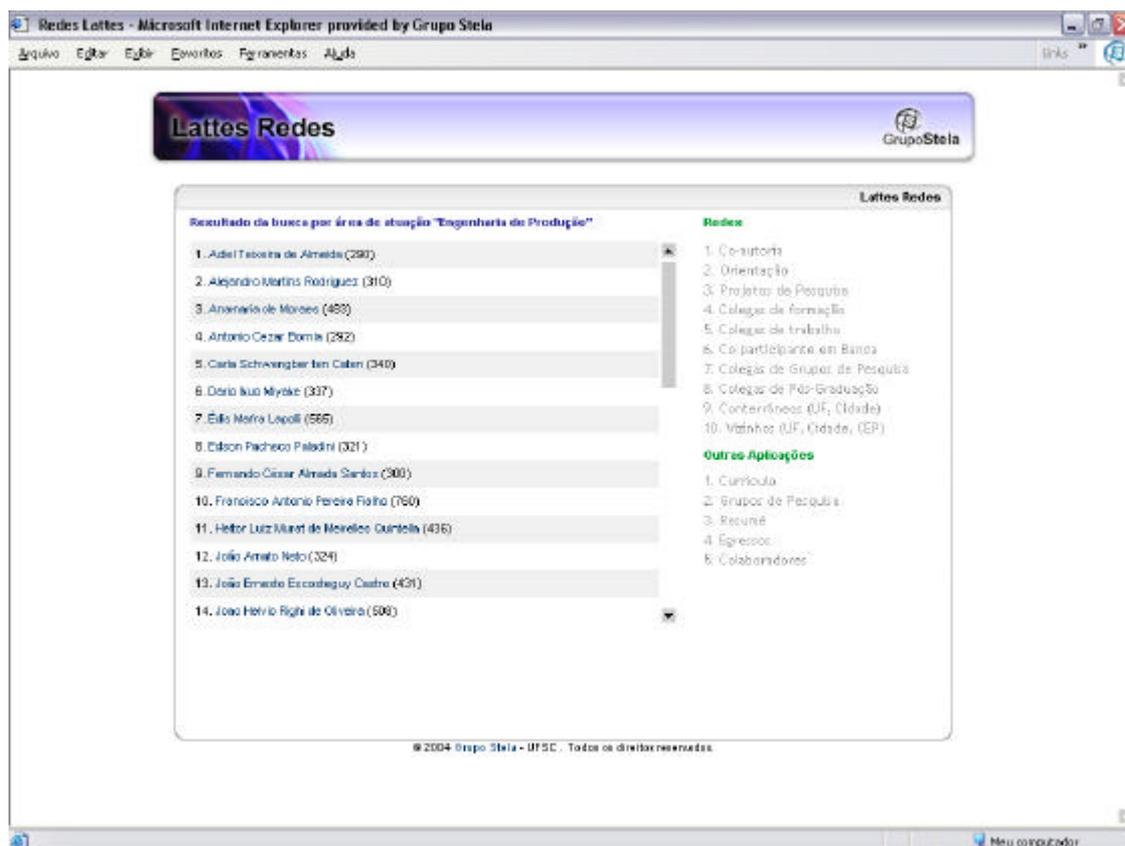 Redes Lattes - Microsoft Internet Explorer provided by Grupo Stela
Arquivo Editar Exibir Favoritos Ferramentas Ajuda
Links »
Lattes Redes
GrupoStela
Lattes Redes
Resultado da busca por área de atuação "Engenharia de Produção"
1. Adiel Teixeira de Almeida (290)
2. Alejandro Martins Rodriguez (310)
3. Anamaria de Moraes (483)
4. Antonio Cezar Bornia (292)
5. Carla Schwengber ten Caten (340)
6. Dario Ikuo Miyake (337)
7. Édis Mafra Lapolli (565)
8. Edson Pacheco Paladini (321)
9. Fernando César Almada Santos (300)
10. Francisco Antonio Pereira Fialho (760)
11. Heitor Luiz Murat de Meirelles Quintella (436)
12. João Amato Neto (324)
13. João Ernesto Escosteguy Castro (431)
14. Joao Helvio Righi de Oliveira (508)
Redes
1. Co-autoria
2. Orientação
3. Projetos de Pesquisa
4. Colegas de formação
5. Colegas de trabalho
6. Co-participante em Banca
7. Colegas de Grupos de Pesquisa
8. Colegas de Pós-Graduação
9. Conterrâneos (UF, Cidade)
10. Vizinhos (UF, Cidade, CEP)
Outras Aplicações
1. Currículo
2. Grupos de Pesquisa
3. Resumé
4. Egressos
5. Colaboradores
© 2004 Grupo Stela - UFSC . Todos os direitos reservados.
Meu computador